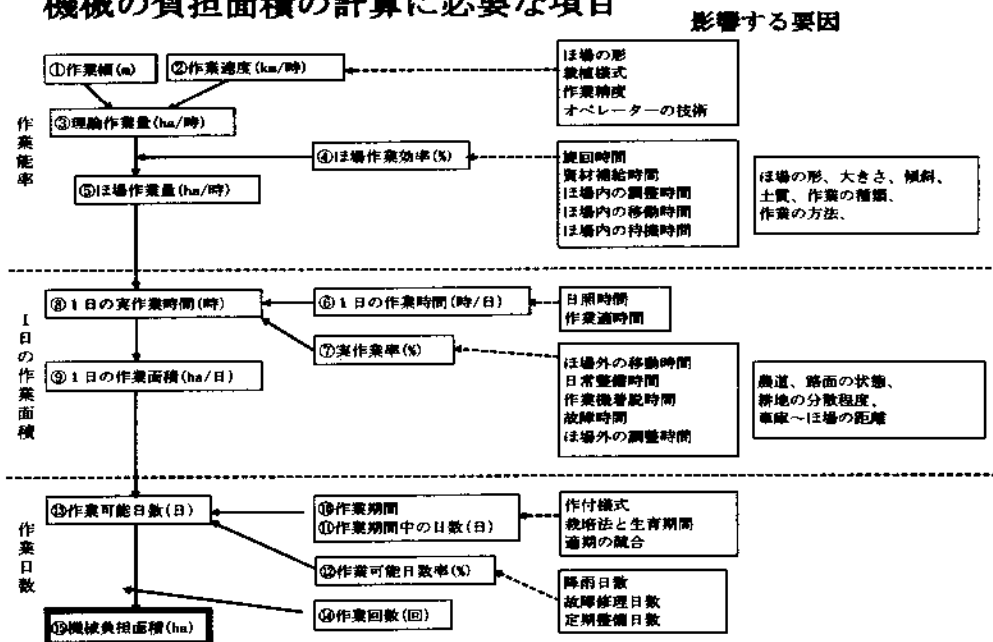 機械の負担面積の計算に必要な項目
影響する要因
①作業幅(m)
②作業速度(km/時)
ほ場の形
栽植様式
作業精度
オペレーターの技術
作業能率
③理論作業量(ha/時)
④ほ場作業効率(%)
⑤ほ場作業量(ha/時)
旋回時間
資材補給時間
ほ場内の調整時間
ほ場内の移動時間
ほ場内の待機時間
ほ場の形、大きさ、傾斜、
土質、作業の種類、
作業の方法、
1日の作業面積
⑧1日の実作業時間(時)
⑥1日の作業時間(時/日)
日照時間
作業適時間
⑦実作業率(%)
⑨1日の作業面積(ha/日)
ほ場外の移動時間
日常整備時間
作業機着脱時間
故障時間
ほ場外の調整時間
農道、路面の状態、
耕地の分散程度、
車庫～ほ場の距離
作業日数
⑬作業可能日数(日)
⑩作業期間
⑪作業期間中の日数(日)
作付様式
栽培法と生育期間
適期の競合
⑫作業可能日数率(%)
降雨日数
故障修理日数
定期整備日数
⑭作業回数(回)
⑮機械負担面積(ha)